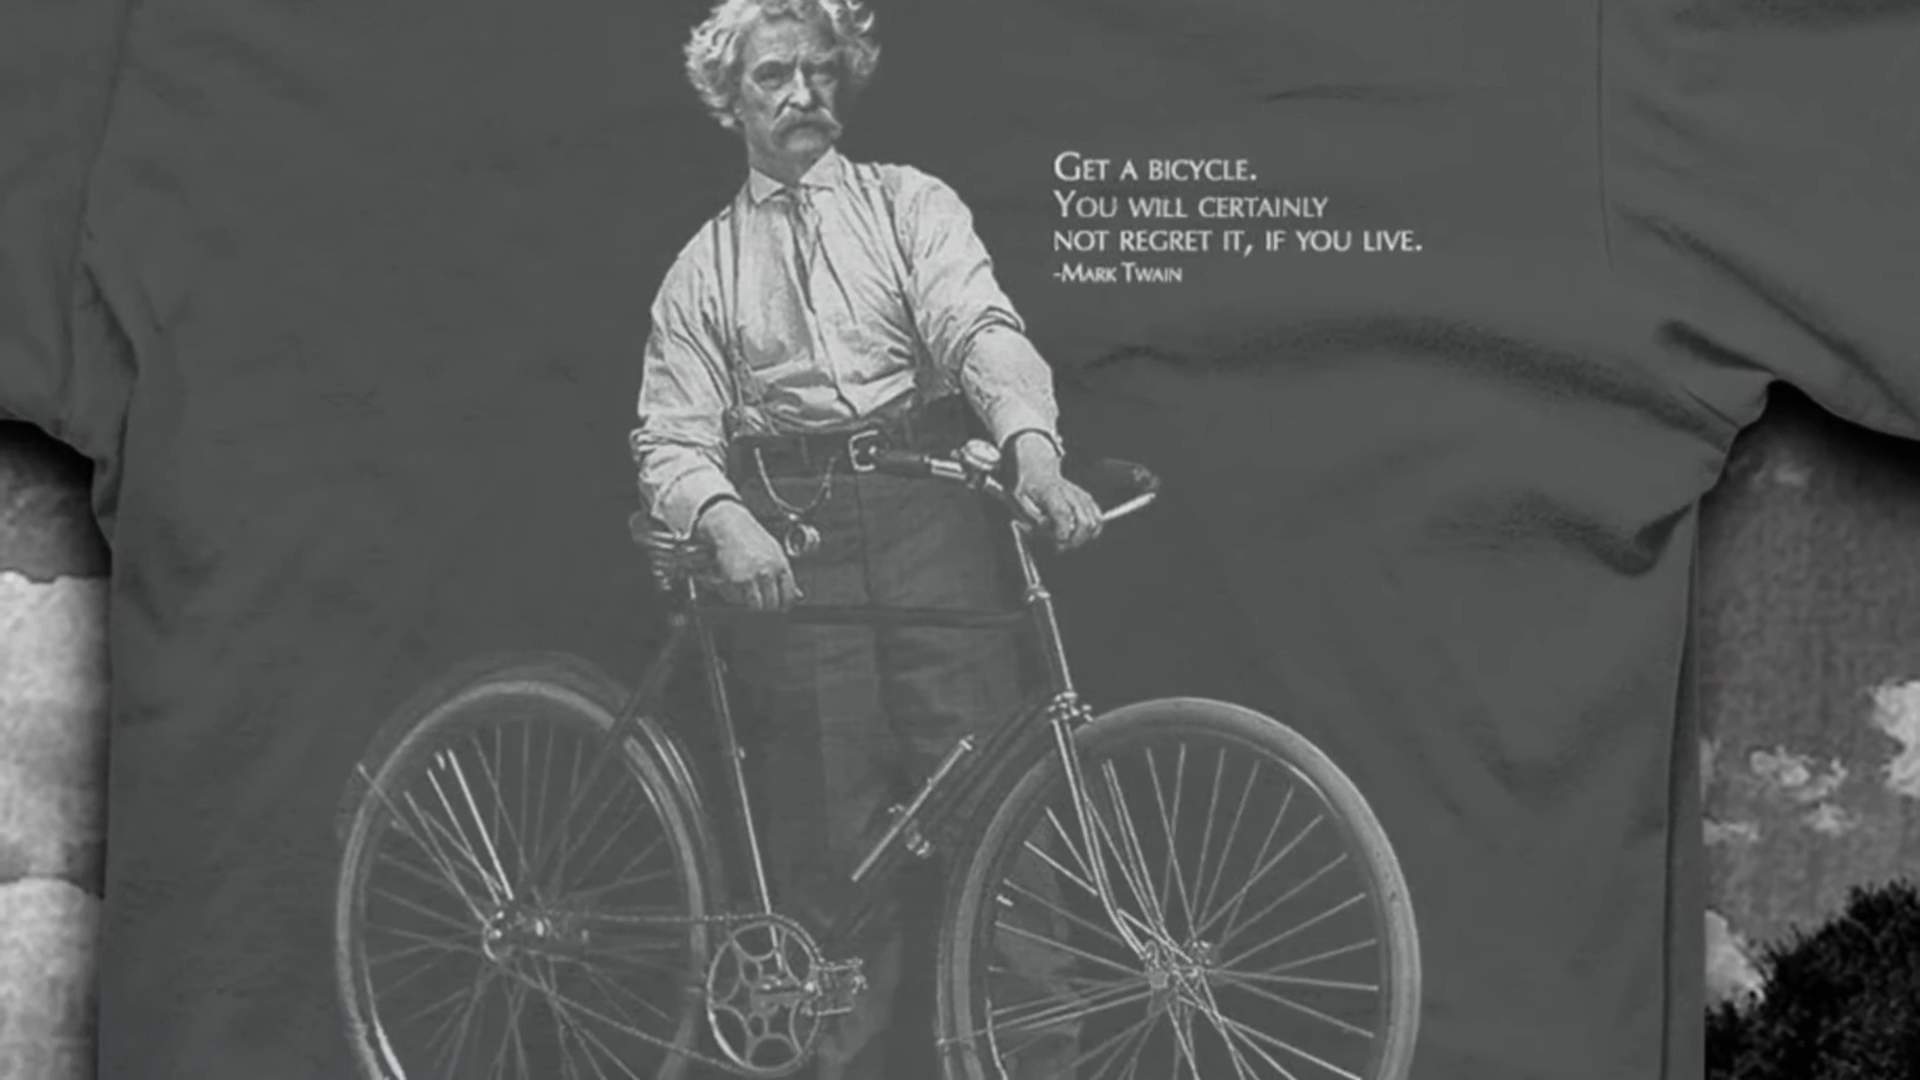 Get a bicycle.
You will certainly
not regret it, if you live.
-Mark Twain